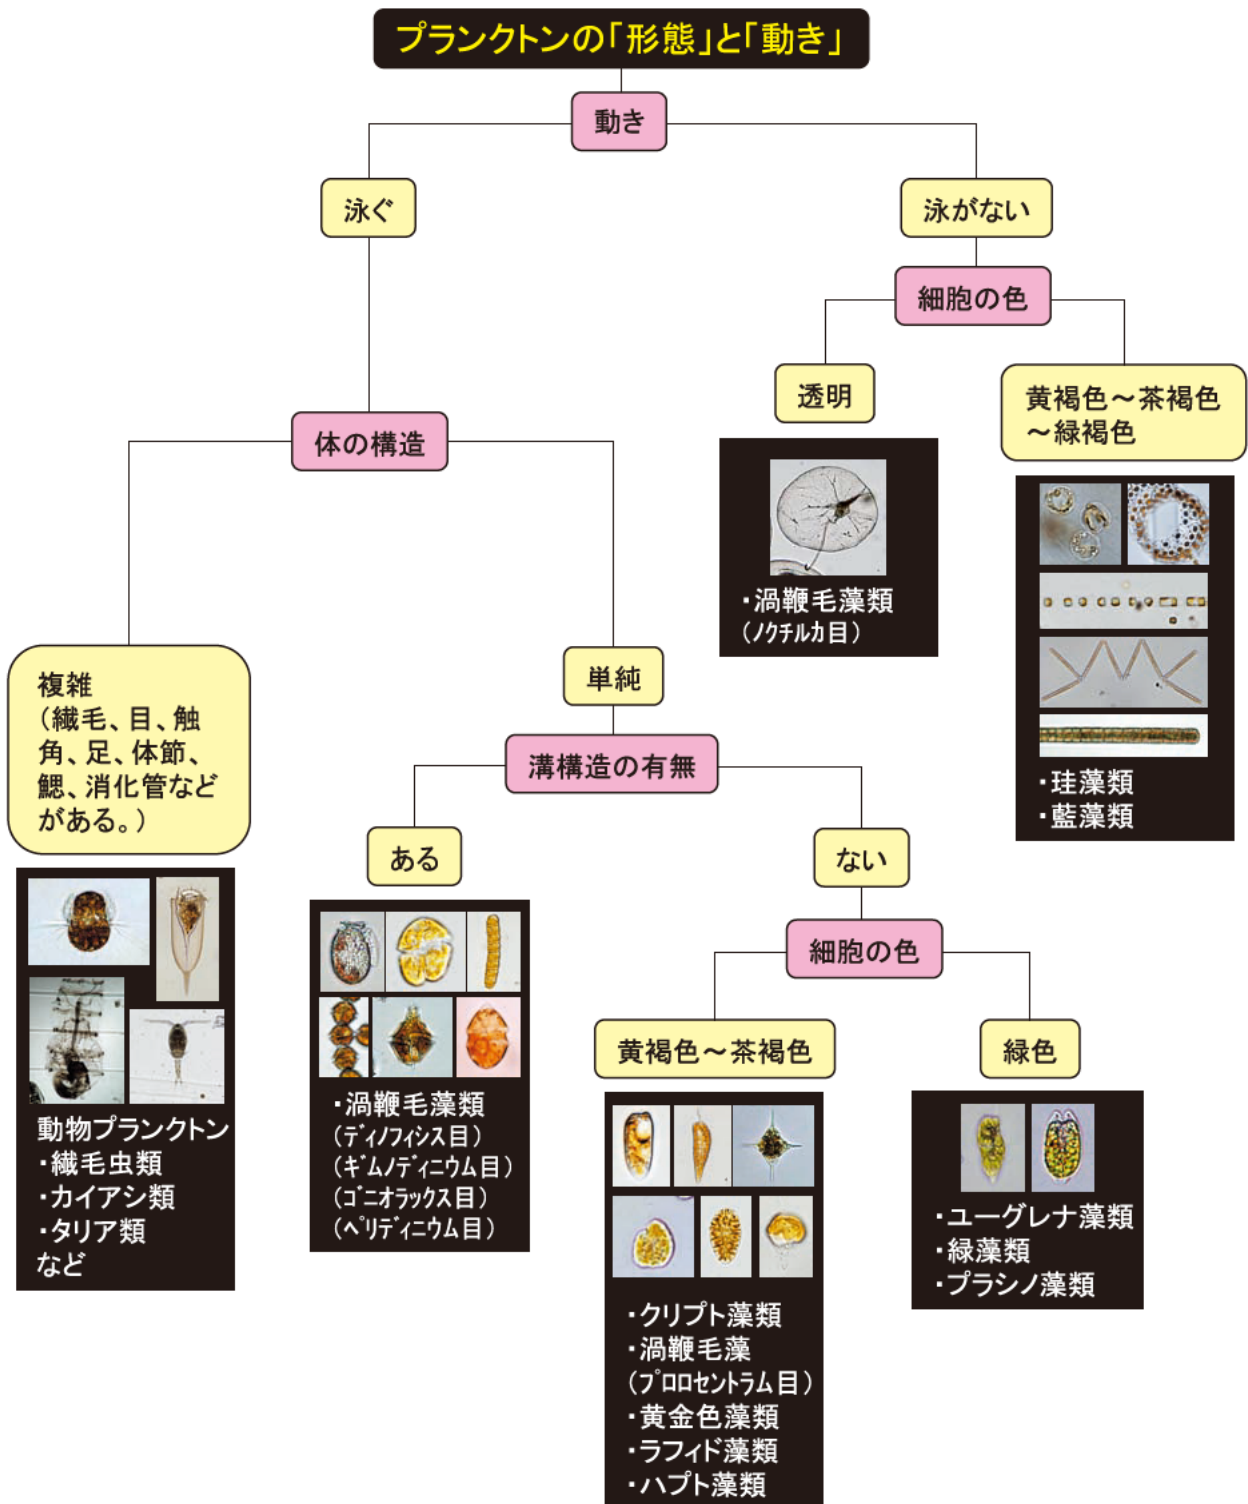 プランクトンの「形態」と「動き」
動き
泳ぐ
泳がない
細胞の色
透明
黄褐色～茶褐色
～緑褐色
・渦鞭毛藻類
(ﾉｸﾁﾙｶ目)
・珪藻類
・藍藻類
体の構造
複雑
(繊毛、目、触
角、足、体節、
鰓、消化管など
がある。)
動物プランクトン
・繊毛虫類
・カイアシ類
・タリア類
など
単純
溝構造の有無
ある
・渦鞭毛藻類
(ﾃﾞｨﾉﾌｨｼｽ目)
(ｷﾞﾑﾉﾃﾞｨﾆｳﾑ目)
(ｺﾞﾆｵﾗｯｸｽ目)
(ﾍﾟﾘﾃﾞｨﾆｳﾑ目)
ない
細胞の色
黄褐色～茶褐色
・クリプト藻類
・渦鞭毛藻
(ﾌﾟﾛﾛｾﾝﾄﾗﾑ目)
・黄金色藻類
・ラフィド藻類
・ハプト藻類
緑色
・ユーグレナ藻類
・緑藻類
・プラシノ藻類